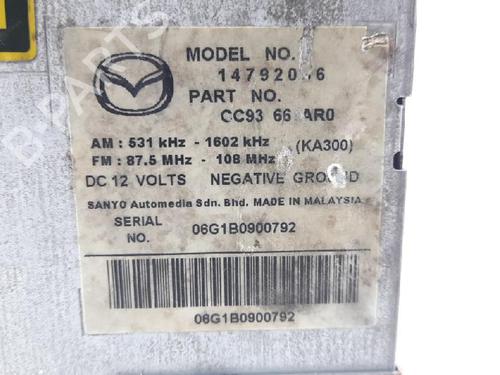 MODEL NO.
PART NO.
CC93 66 AR0
AM : 531 kHz - 1602 kHz (KA300)
FM : 87.5 MHz - 108 MHz
DC 12 VOLTS NEGATIVE GROUND
SANYO Automedia Sdn. Bhd. MADE IN MALAYSIA
SERIAL NO. 06G1B0900792
06G1B0900792
B-PARTS